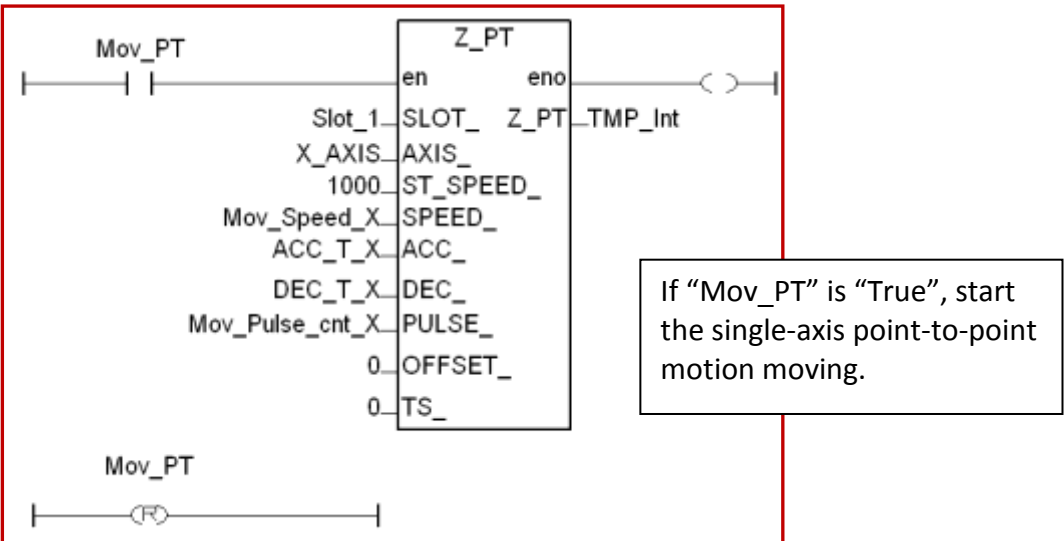 Mov_PT
Z_PT
en eno
Slot_1 SLOT_ Z_PT TMP_Int
X_AXIS AXIS_
1000 ST_SPEED_
Mov_Speed_X SPEED_
ACC_T_X ACC_
DEC_T_X DEC_
Mov_Pulse_cnt_X PULSE_
0 OFFSET_
0 TS_
If “Mov_PT” is “True”, start
the single-axis point-to-point
motion moving.
Mov_PT
R